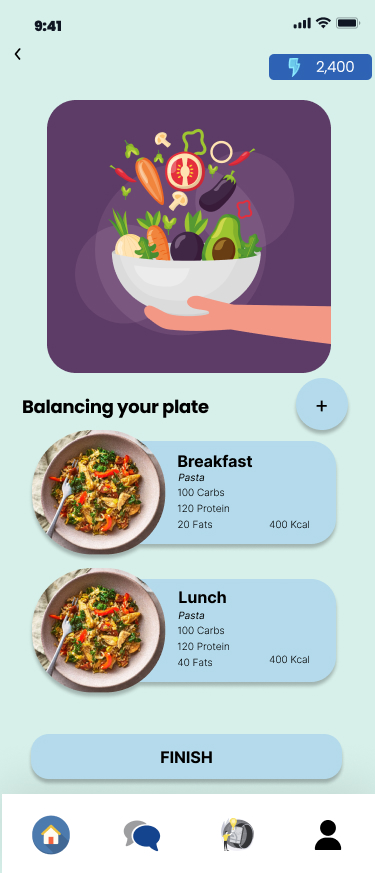 9:41
2,400
Balancing your plate
+
Breakfast
Pasta
100 Carbs
120 Protein
20 Fats
400 Kcal
Lunch
Pasta
100 Carbs
120 Protein
40 Fats
400 Kcal
FINISH